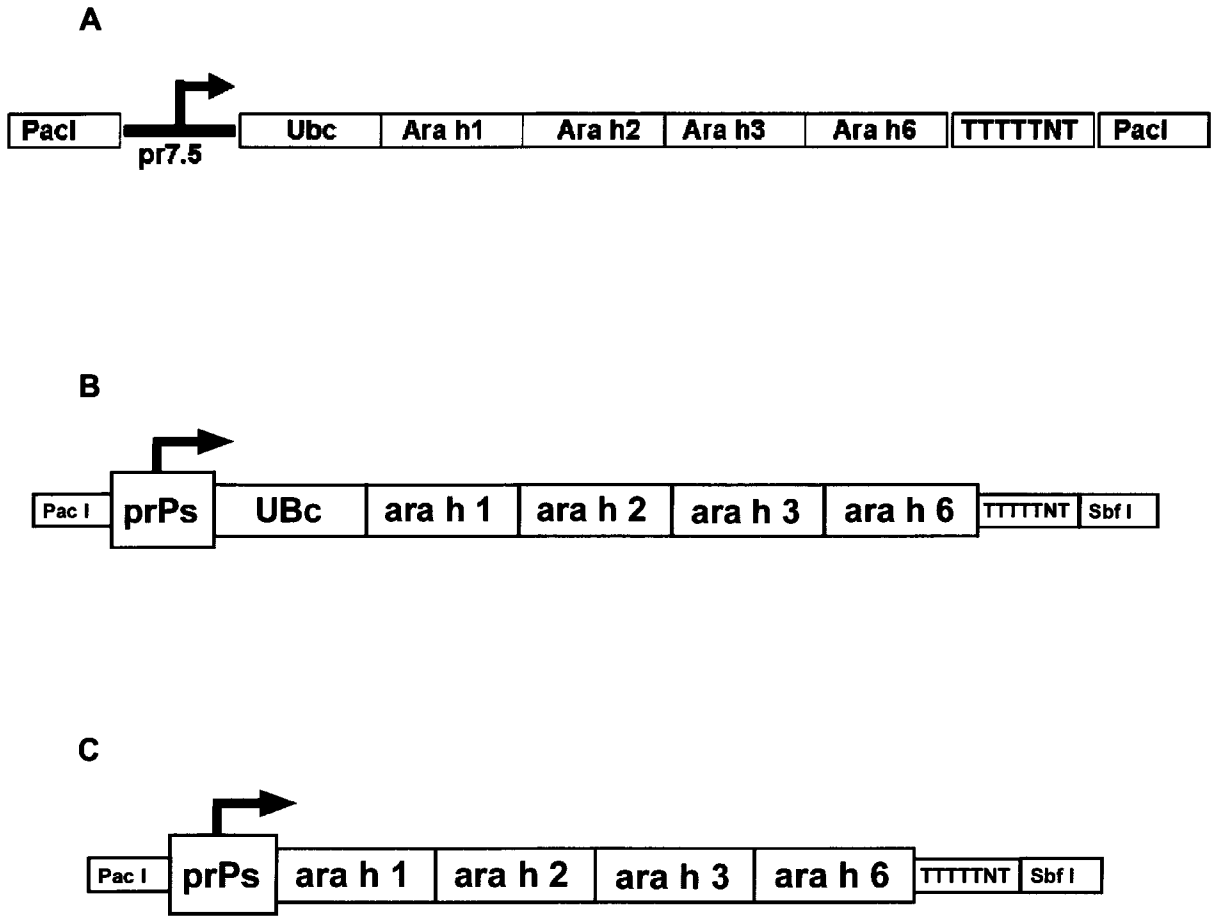 A
PacI pr7.5 Ubc Ara h1 Ara h2 Ara h3 Ara h6 TTTTTNT PacI
B
Pac I prPs UBc ara h 1 ara h 2 ara h 3 ara h 6 TTTTTNT Sbf I
C
Pac I prPs ara h 1 ara h 2 ara h 3 ara h 6 TTTTTNT Sbf I